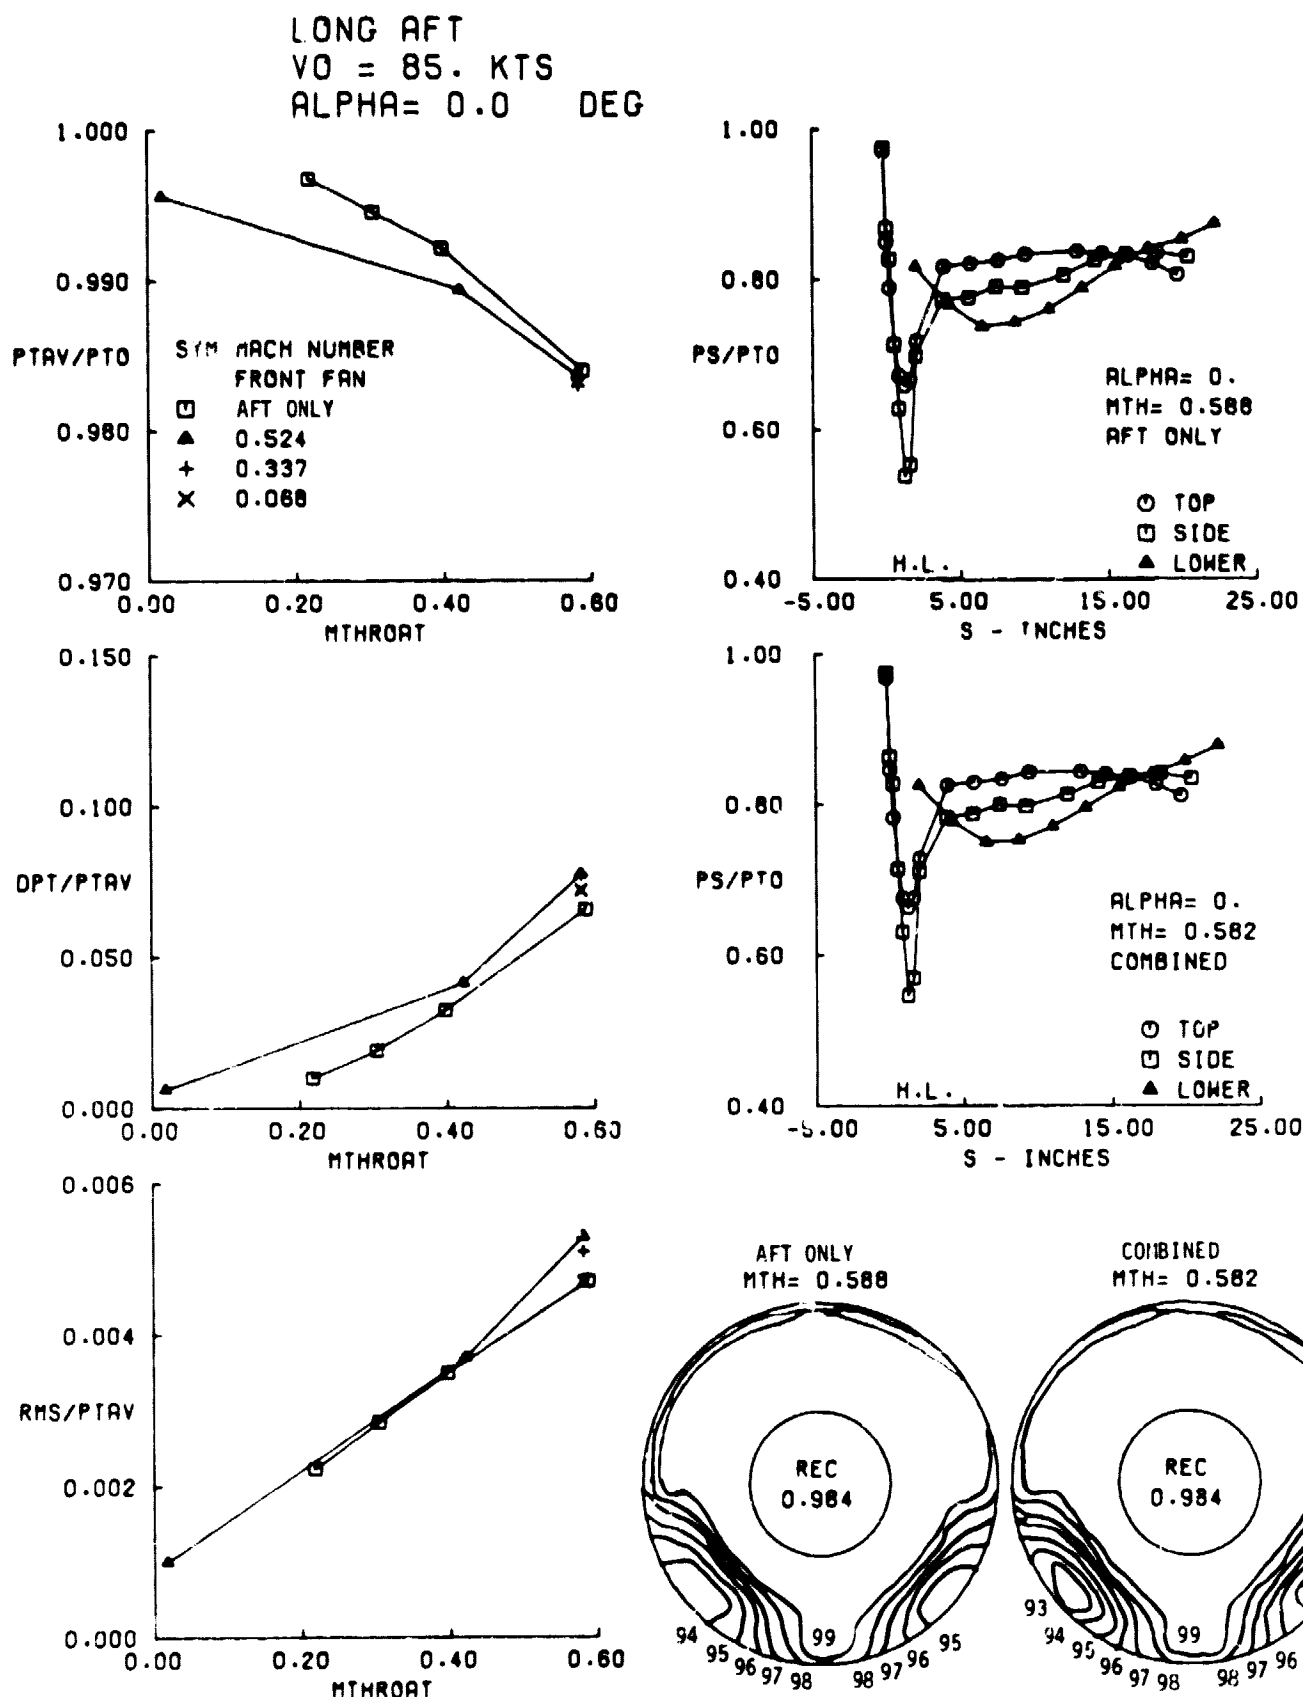 LONG AFT
VO = 85. KTS
ALPHA= 0.0 DEG
1.000
0.990
PTAV/PTO
0.980
0.970
SYM MACH NUMBER
FRONT FAN
AFT ONLY
0.524
0.337
0.068
0.00 0.20 0.40 0.60
MTHROAT
1.00
0.80
PS/PTO
0.60
0.40
ALPHA= 0.
MTH= 0.588
AFT ONLY
TOP
SIDE
LOWER
H.L.
-5.00 5.00 15.00 25.00
S - INCHES
0.150
0.100
DPT/PTAV
0.050
0.000
0.00 0.20 0.40 0.60
MTHROAT
1.00
0.80
PS/PTO
0.60
0.40
ALPHA= 0.
MTH= 0.582
COMBINED
TOP
SIDE
LOWER
H.L.
-5.00 5.00 15.00 25.00
S - INCHES
0.006
0.004
RMS/PTAV
0.002
0.000
0.00 0.20 0.40 0.60
MTHROAT
AFT ONLY
MTH= 0.588
REC
0.984
94 95 96 97 98 99 98 97 96 95
COMBINED
MTH= 0.582
REC
0.984
93 94 95 96 97 98 99 98 97 96